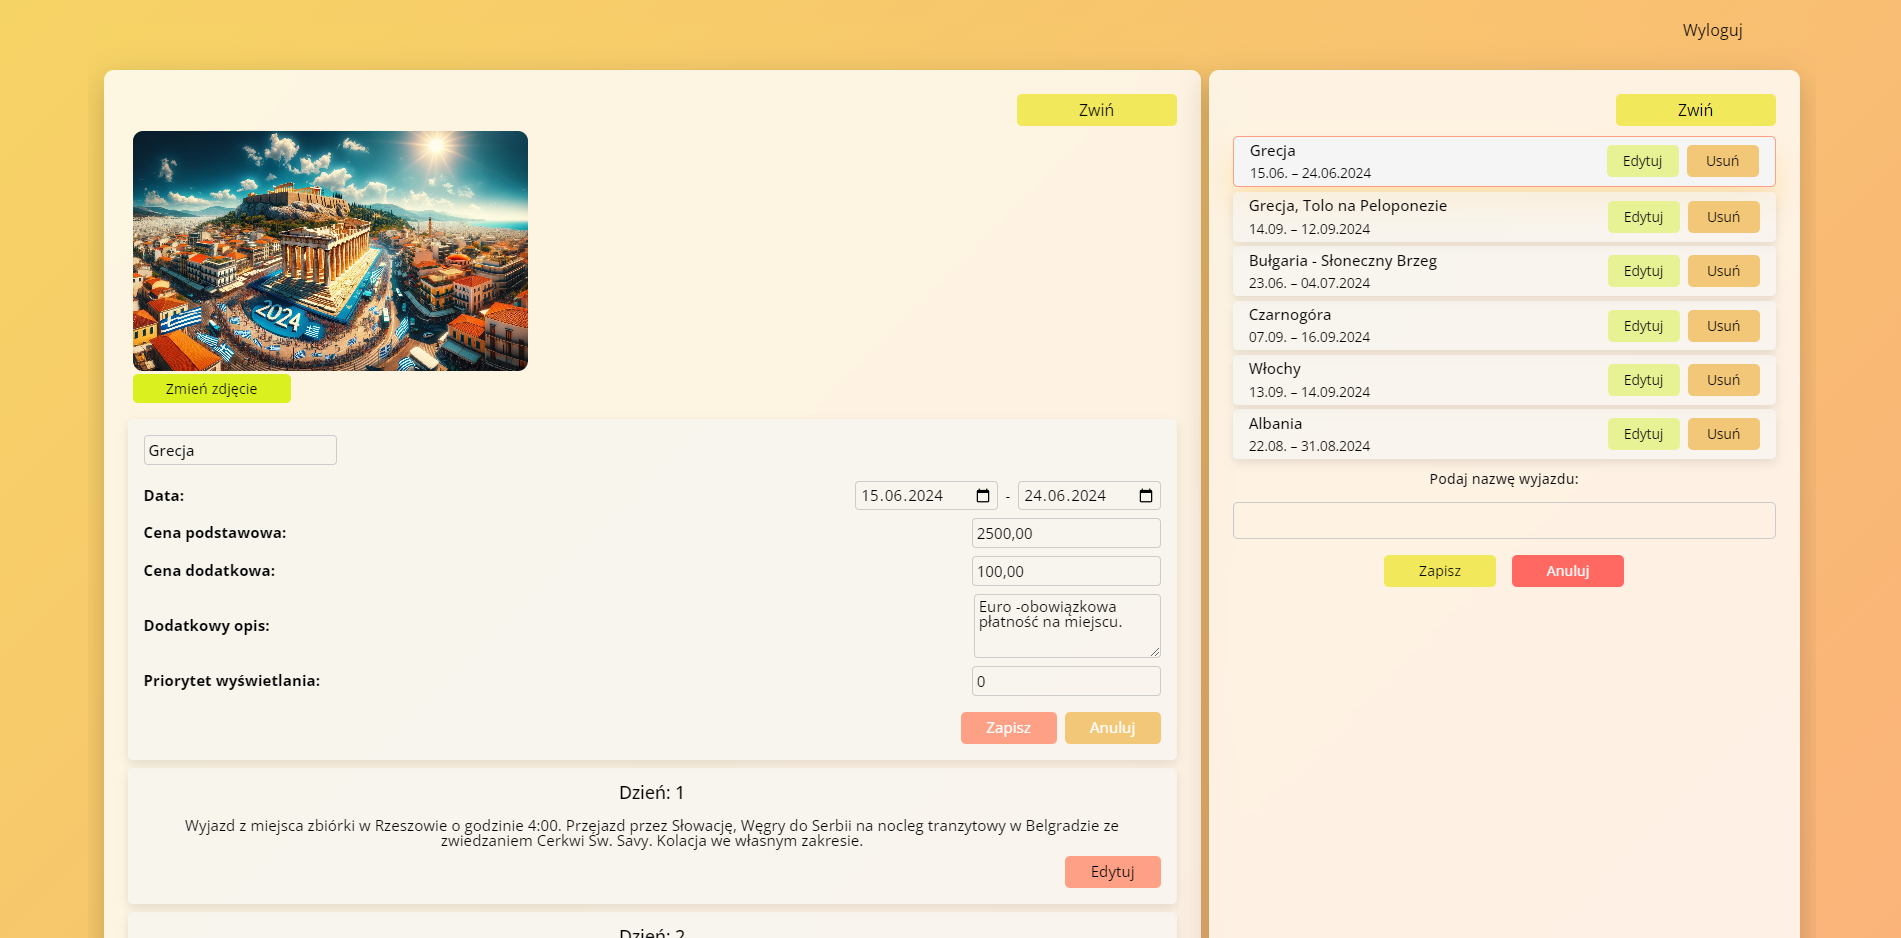 Wyloguj
Zwiń
2024
Zmień zdjęcie
Grecja
Data:
15.06.2024 - 24.06.2024
Cena podstawowa:
2500,00
Cena dodatkowa:
100,00
Dodatkowy opis:
Euro -obowiązkowa
płatność na miejscu.
Priorytet wyświetlania:
0
Zapisz Anuluj
Dzień: 1
Wyjazd z miejsca zbiórki w Rzeszowie o godzinie 4:00. Przejazd przez Słowację, Węgry do Serbii na nocleg tranzytowy w Belgradzie ze
zwiedzaniem Cerkwi Św. Savy. Kolacja we własnym zakresie.
Edytuj
Dzień: 2
Zwiń
Grecja
15.06. – 24.06.2024
Edytuj Usuń
Grecja, Tolo na Peloponezie
14.09. – 12.09.2024
Edytuj Usuń
Bułgaria - Słoneczny Brzeg
23.06. – 04.07.2024
Edytuj Usuń
Czarnogóra
07.09. – 16.09.2024
Edytuj Usuń
Włochy
13.09. – 14.09.2024
Edytuj Usuń
Albania
22.08. – 31.08.2024
Edytuj Usuń
Podaj nazwę wyjazdu:
Zapisz Anuluj